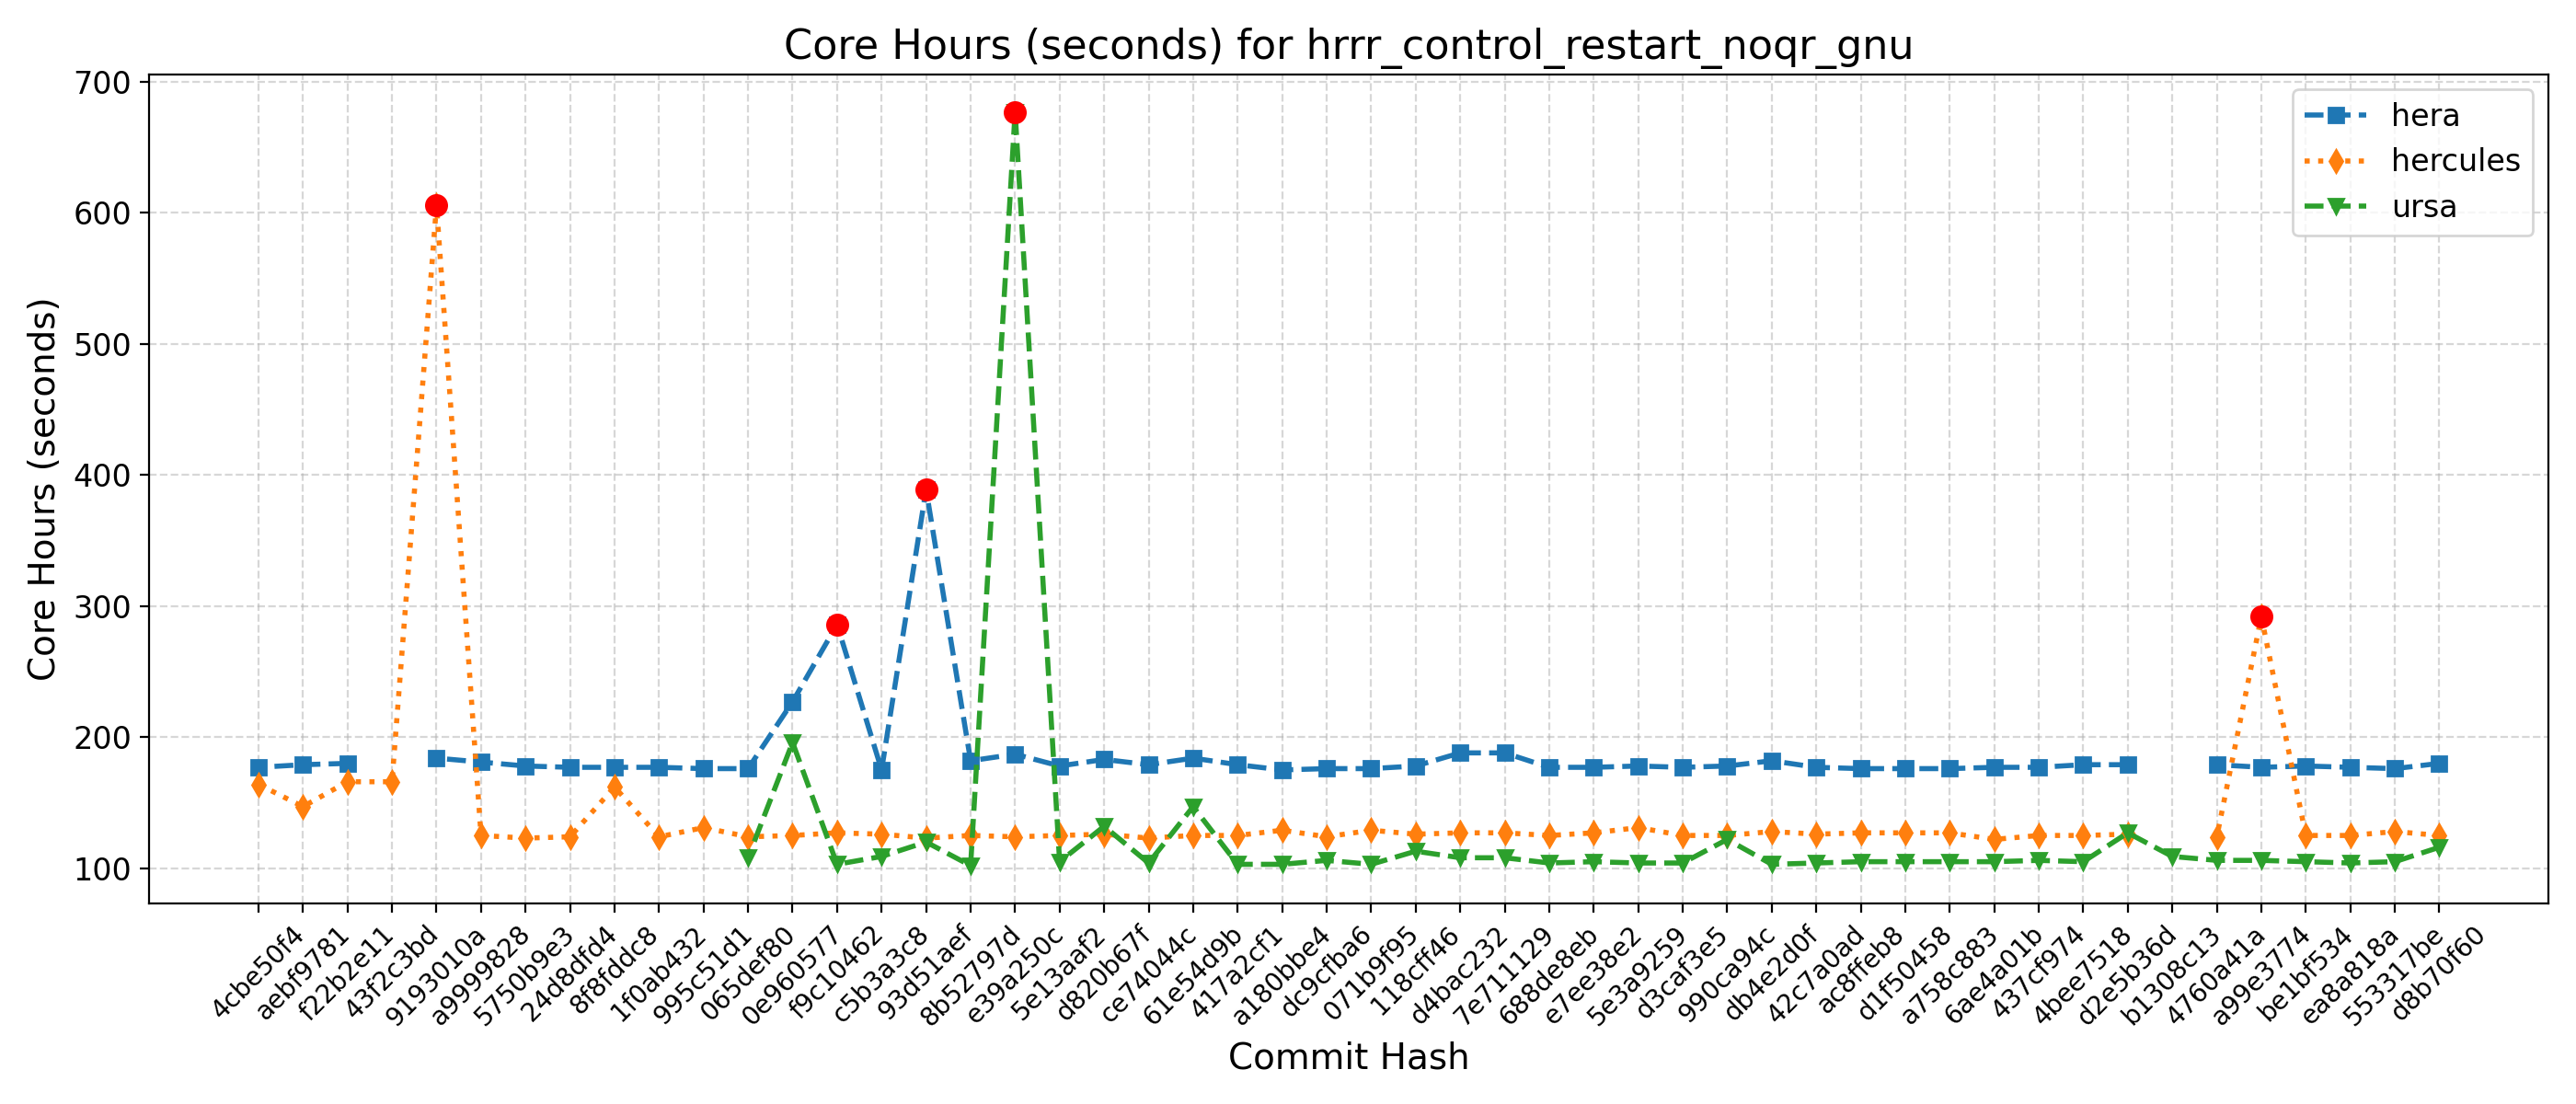 Core Hours (seconds) for hrrr_control_restart_noqr_gnu
700
600
500
400
300
200
100
Core Hours (seconds)
hera
hercules
ursa
4cbe50f4
aebf9781
f22b2e11
43f2c3bd
9193010a
a9999828
5750b9e3
24d8dfd4
8f8fddc8
1f0ab432
995c51d1
065def80
0e960577
f9c10462
c5b3a3c8
93d51aef
8b52797d
e39a250c
5e13aaf2
d820b67f
ce74044c
61e54d9b
417a2cf1
a180bbe4
dc9cfba6
071b9f95
118cff46
d4bac232
7e711129
688de8eb
e7ee38e2
5e3a9259
d3caf3e5
990ca94c
db4e2d0f
42c7a0ad
ac8ffeb8
d1f50458
a758c883
6ae4a01b
437cf974
4bee7518
d2e5b36d
b1308c13
4760a41a
a99e3774
be1bf534
ea8a818a
553317be
d8b70f60
Commit Hash